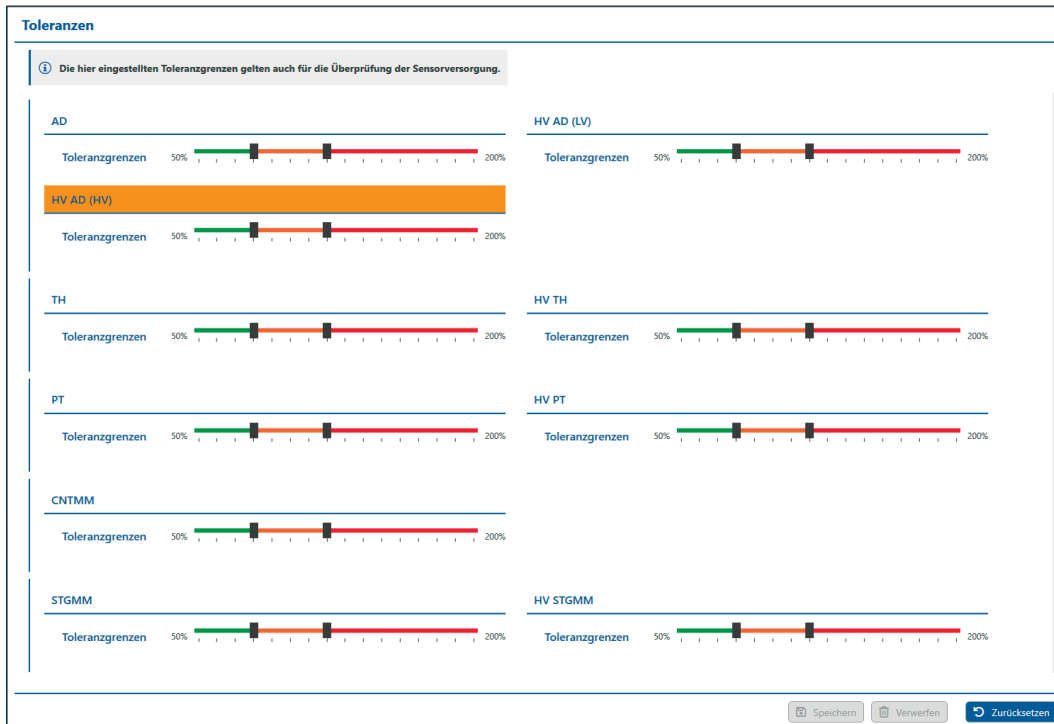 Toleranzen
Die hier eingestellten Toleranzgrenzen gelten auch für die Überprüfung der Sensorversorgung.
AD
Toleranzgrenzen 50% 200%
HV AD (LV)
Toleranzgrenzen 50% 200%
HV AD (HV)
Toleranzgrenzen 50% 200%
TH
Toleranzgrenzen 50% 200%
HV TH
Toleranzgrenzen 50% 200%
PT
Toleranzgrenzen 50% 200%
HV PT
Toleranzgrenzen 50% 200%
CNTMM
Toleranzgrenzen 50% 200%
STGMM
Toleranzgrenzen 50% 200%
HV STGMM
Toleranzgrenzen 50% 200%
Speichern Verwerfen Zurücksetzen